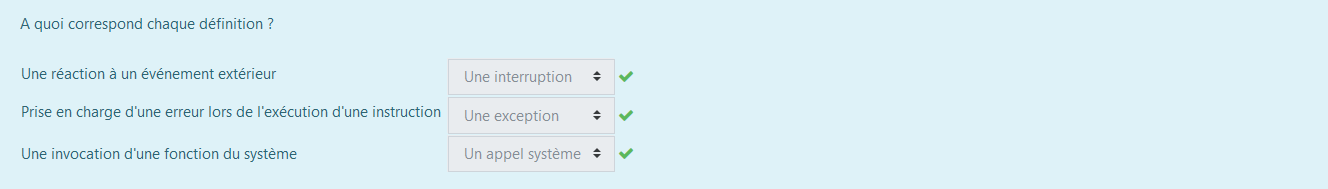 A quoi correspond chaque définition ?
Une réaction à un événement extérieur Une interruption
Prise en charge d'une erreur lors de l'exécution d'une instruction Une exception
Une invocation d'une fonction du système Un appel système